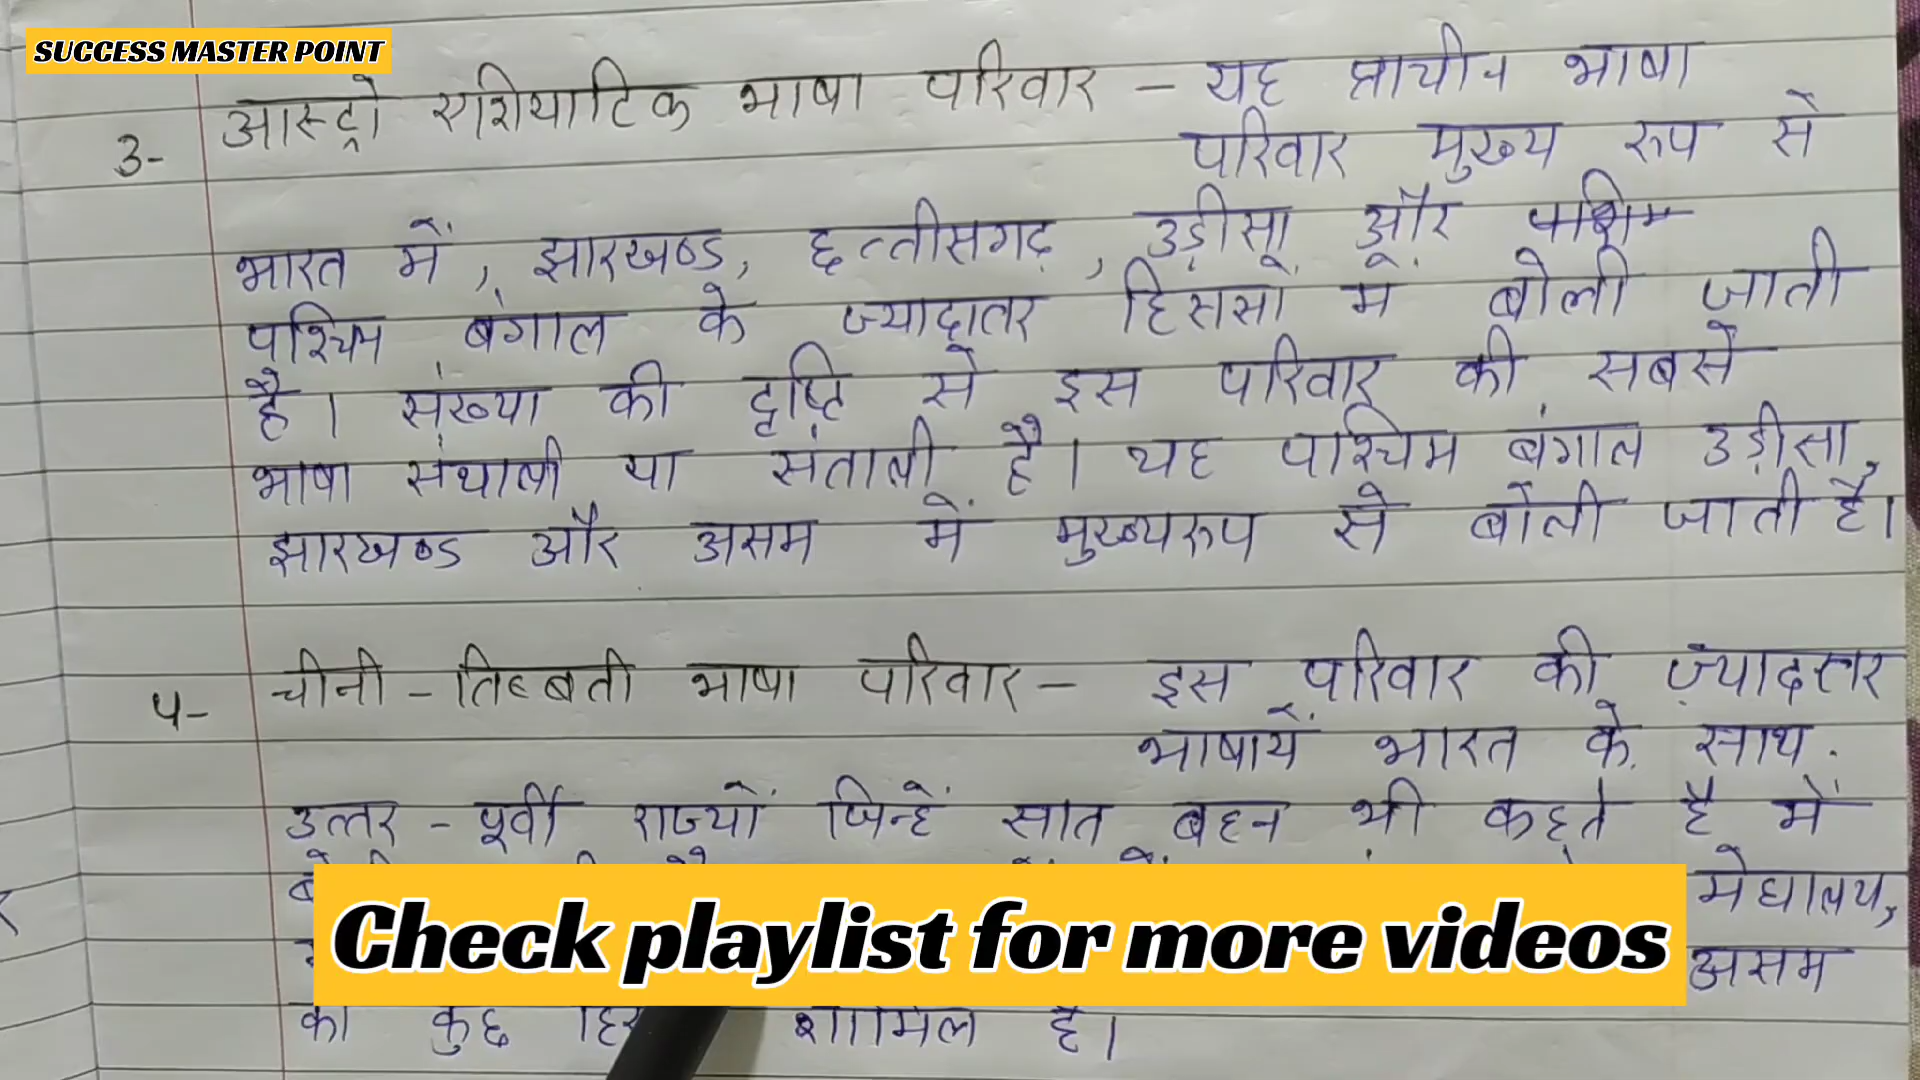 SUCCESS MASTER POINT
3- आस्ट्रो एशियाटिक भाषा परिवार - यह प्राचीन भाषा
परिवार मुख्य रूप से
भारत में, झारखण्ड, छत्तीसगढ़, उड़ीसा और
पश्चिम बंगाल के ज्यादातर हिससों में बोली जाती
है। संख्या की दृष्टि से इस परिवार की सबसे
भाषा संथाली या संताली है। यह पश्चिम बंगाल उड़ीसा,
झारखण्ड और असम में मुख्यरूप से बोली जाती है।
4- चीनी - तिब्बती भाषा परिवार - इस परिवार की ज़्यादातर
भाषायें भारत के साथ
उत्तर - पूर्वी राज्यों जिन्हें सात बहन भी कहते है में
मेघालय,
Check playlist for more videos
असम
का कुछ शामिल है।